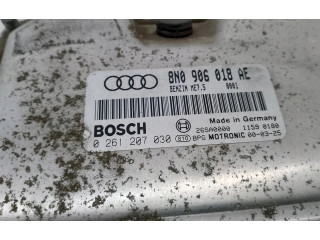 8N0 906 018 AE
BENZIN ME7.5 0001
Made in Germany
BOSCH 26SA0000 1159 0180
0 261 207 030 010 BPG MOTRONIC 00-03-25